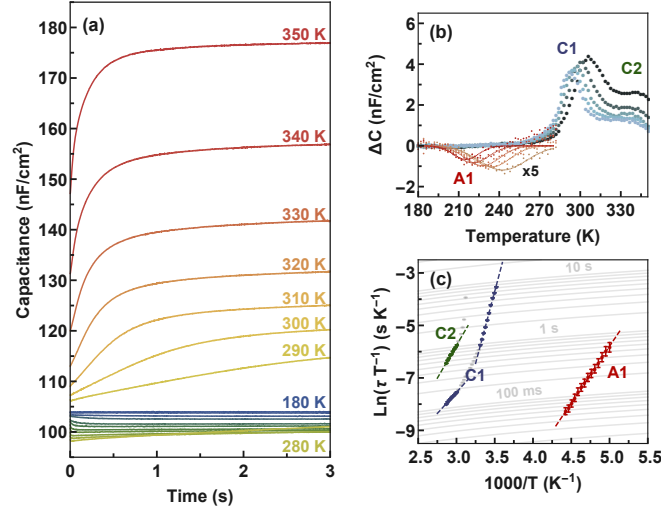 (a)
350 K
340 K
330 K
320 K
310 K
300 K
290 K
180 K
280 K
Capacitance (nF/cm²)
180
170
160
150
140
130
120
110
100
0
1
2
3
Time (s)
(b)
C1
C2
A1
x5
ΔC (nF/cm²)
6
4
2
0
−2
180
210
240
270
300
330
Temperature (K)
(c)
10 s
1 s
100 ms
C2
C1
A1
Ln(τ T⁻¹) (s K⁻¹)
−3
−5
−6
−8
−9
2.5
3.0
3.5
4.0
4.5
5.0
5.5
1000/T (K⁻¹)